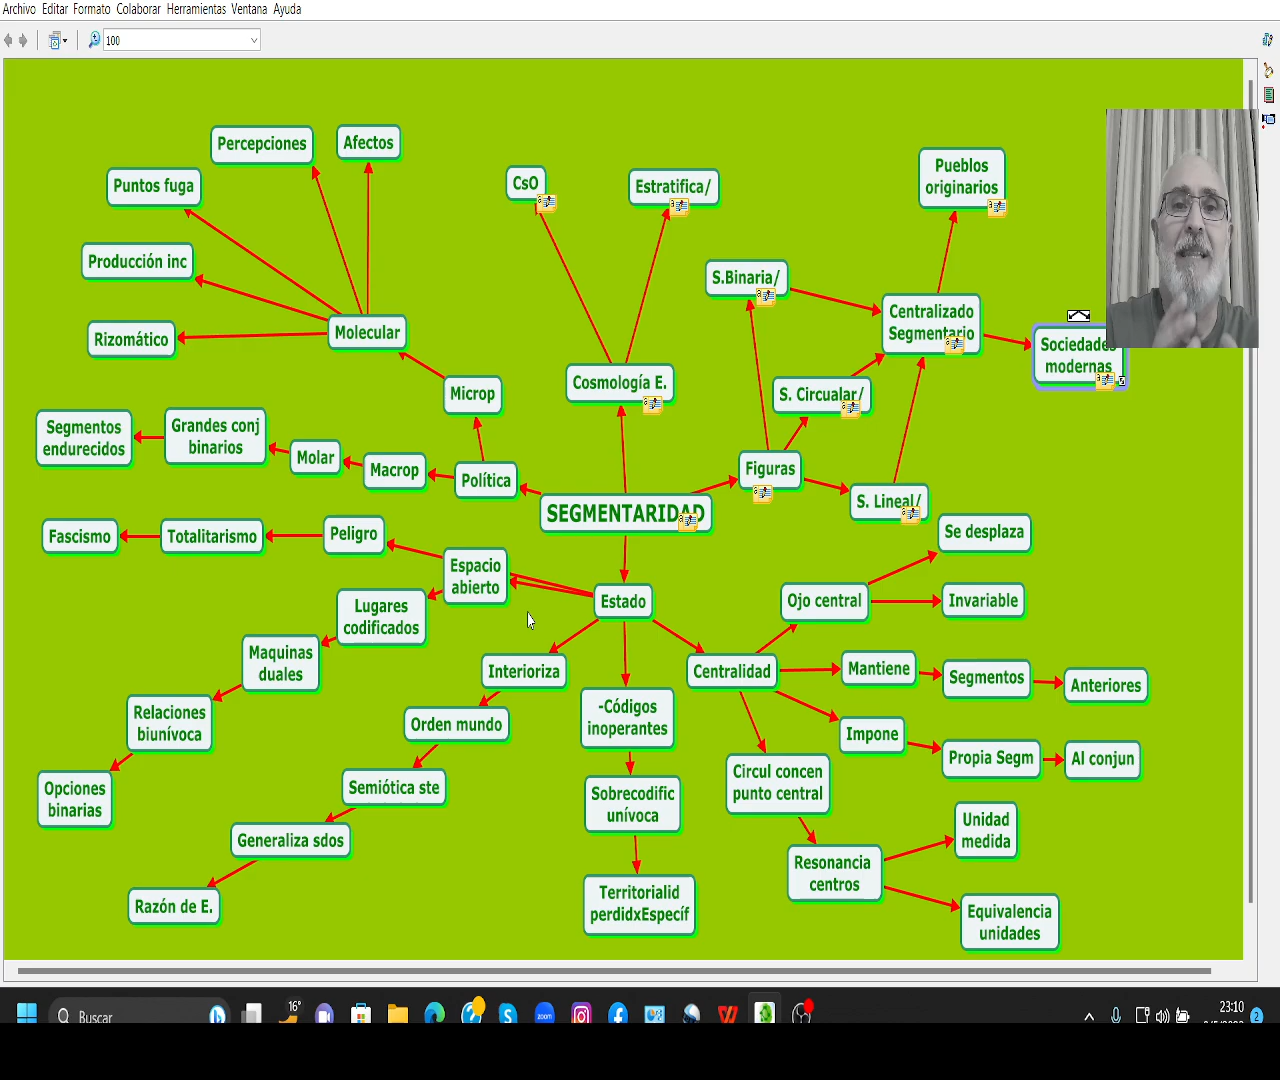 Archivo Editar Formato Colaborar Herramientas Ventana Ayuda
100
Percepciones
Afectos
Puntos fuga
Producción inc
Rizomático
Molecular
CsO
Estratifica/
Pueblos
originarios
S.Binaria/
Centralizado
Segmentario
Sociedades
modernas
Cosmología E.
S. Circualar/
Microp
Segmentos
endurecidos
Grandes conj
binarios
Molar
Macrop
Política
Figuras
S. Lineal/
SEGMENTARIDAD
Fascismo
Totalitarismo
Peligro
Espacio
abierto
Estado
Se desplaza
Ojo central
Invariable
Lugares
codificados
Maquinas
duales
Relaciones
biunívoca
Opciones
binarias
Interioriza
Orden mundo
Semiótica ste
Generaliza sdos
Razón de E.
-Códigos
inoperantes
Sobrecodific
unívoca
Territorialid
perdidxEspecíf
Centralidad
Mantiene
Segmentos
Anteriores
Impone
Propia Segm
Al conjun
Circul concen
punto central
Resonancia
centros
Unidad
medida
Equivalencia
unidades
Buscar
16°
zoom
23:10
2